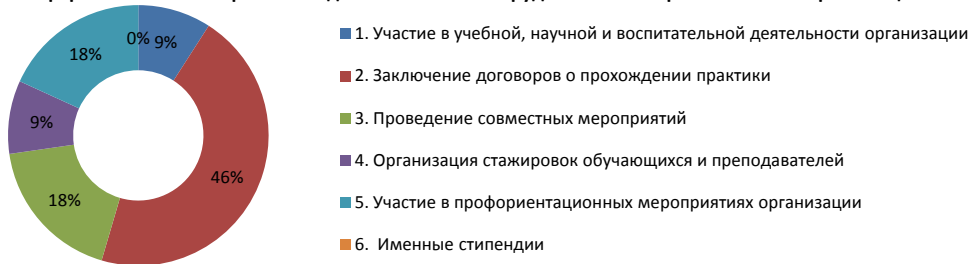 0%
9%
18%
9%
18%
46%
1. Участие в учебной, научной и воспитательной деятельности организации
2. Заключение договоров о прохождении практики
3. Проведение совместных мероприятий
4. Организация стажировок обучающихся и преподавателей
5. Участие в профориентационных мероприятиях организации
6. Именные стипендии